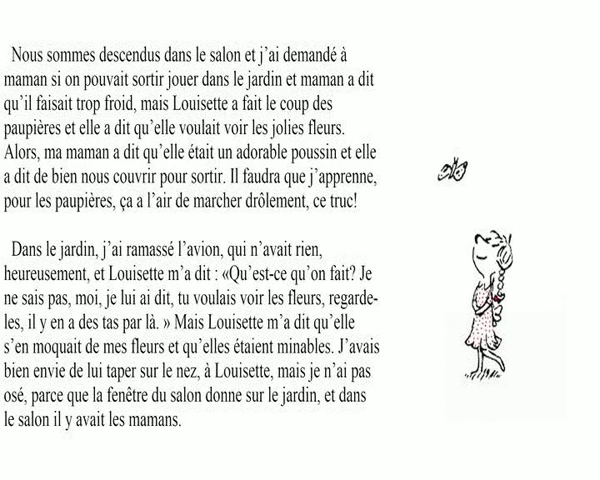 Nous sommes descendus dans le salon et j’ai demandé à
maman si on pouvait sortir jouer dans le jardin et maman a dit
qu’il faisait trop froid, mais Louisette a fait le coup des
paupières et elle a dit qu’elle voulait voir les jolies fleurs.
Alors, ma maman a dit qu’elle était un adorable poussin et elle
a dit de bien nous couvrir pour sortir. Il faudra que j’apprenne,
pour les paupières, ça a l’air de marcher drôlement, ce truc!
Dans le jardin, j’ai ramassé l’avion, qui n’avait rien,
heureusement, et Louisette m’a dit : «Qu’est-ce qu’on fait? Je
ne sais pas, moi, je lui ai dit, tu voulais voir les fleurs, regarde-
les, il y en a des tas par là. » Mais Louisette m’a dit qu’elle
s’en moquait de mes fleurs et qu’elles étaient minables. J’avais
bien envie de lui taper sur le nez, à Louisette, mais je n’ai pas
osé, parce que la fenêtre du salon donne sur le jardin, et dans
le salon il y avait les mamans.